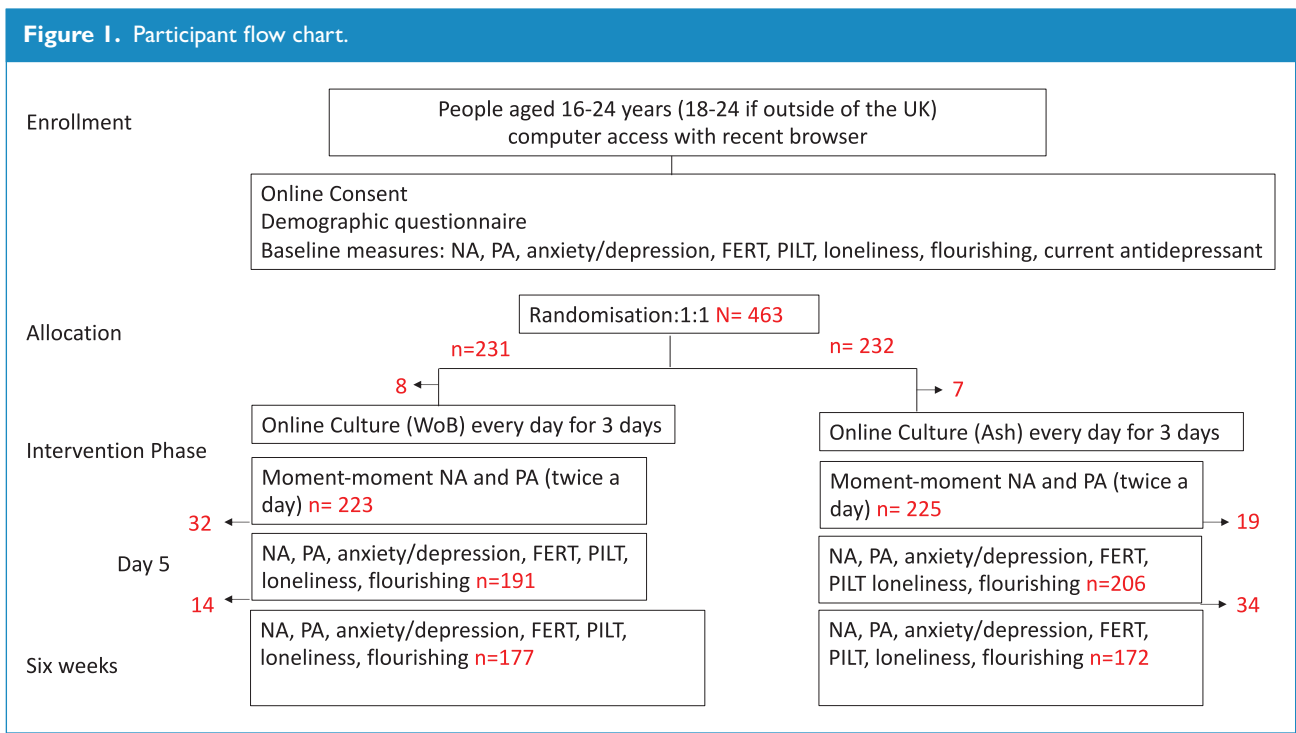 Figure 1. Participant flow chart.
Enrollment
People aged 16-24 years (18-24 if outside of the UK)
computer access with recent browser
Online Consent
Demographic questionnaire
Baseline measures: NA, PA, anxiety/depression, FERT, PILT, loneliness, flourishing, current antidepressant
Allocation
Randomisation:1:1 N= 463
n=231
n= 232
8
7
Intervention Phase
Online Culture (WoB) every day for 3 days
Online Culture (Ash) every day for 3 days
Moment-moment NA and PA (twice a
day) n= 223
Moment-moment NA and PA (twice a
day) n= 225
32
19
Day 5
NA, PA, anxiety/depression, FERT, PILT,
loneliness, flourishing n=191
NA, PA, anxiety/depression, FERT,
PILT loneliness, flourishing n=206
14
34
Six weeks
NA, PA, anxiety/depression, FERT, PILT,
loneliness, flourishing n=177
NA, PA, anxiety/depression, FERT,
PILT, loneliness, flourishing n=172